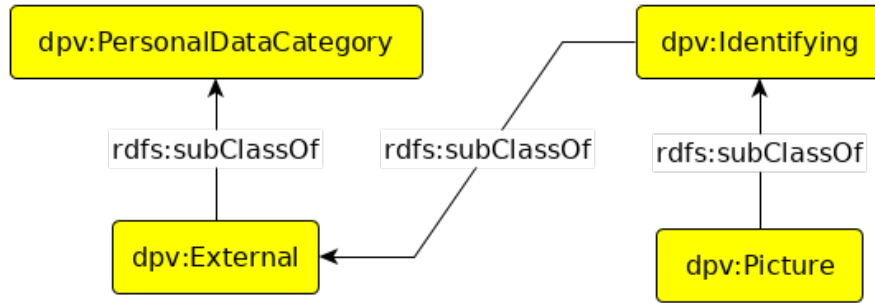 dpv:PersonalDataCategory
dpv:Identifying
rdfs:subClassOf
rdfs:subClassOf
rdfs:subClassOf
dpv:External
dpv:Picture